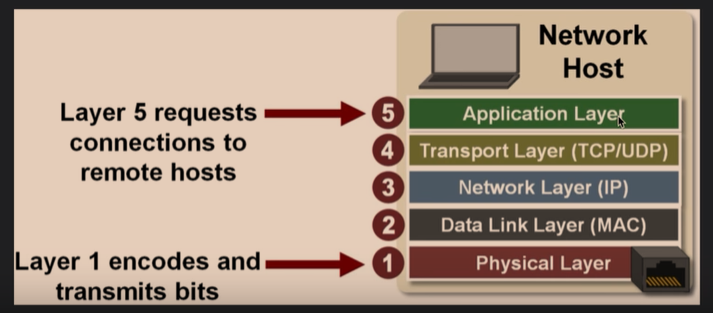 Network
Host
Layer 5 requests
connections to
remote hosts
5 Application Layer
4 Transport Layer (TCP/UDP)
3 Network Layer (IP)
2 Data Link Layer (MAC)
Layer 1 encodes and
transmits bits
1 Physical Layer